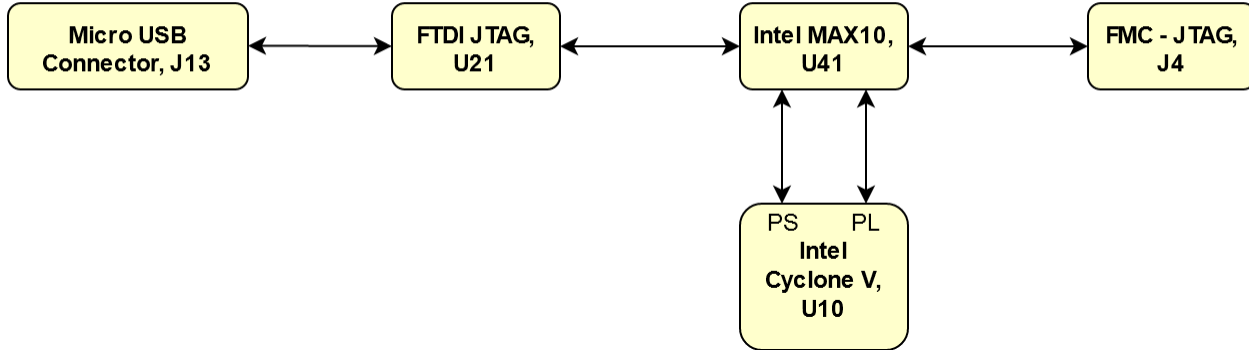 Micro USB
Connector, J13
FTDI JTAG,
U21
Intel MAX10,
U41
FMC - JTAG,
J4
PS PL
Intel
Cyclone V,
U10